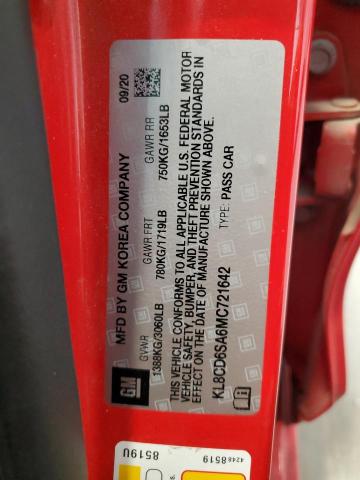 MFD BY GM KOREA COMPANY 09/20
GVWR GAWR FRT GAWR RR
1388KG/3060LB 780KG/1719LB 750KG/1653LB
THIS VEHICLE CONFORMS TO ALL APPLICABLE U.S. FEDERAL MOTOR
VEHICLE SAFETY, BUMPER, AND THEFT PREVENTION STANDARDS IN
EFFECT ON THE DATE OF MANUFACTURE SHOWN ABOVE.
KL8CD6SA6MC721642 TYPE: PASS CAR
GM
4248 8519
8519U